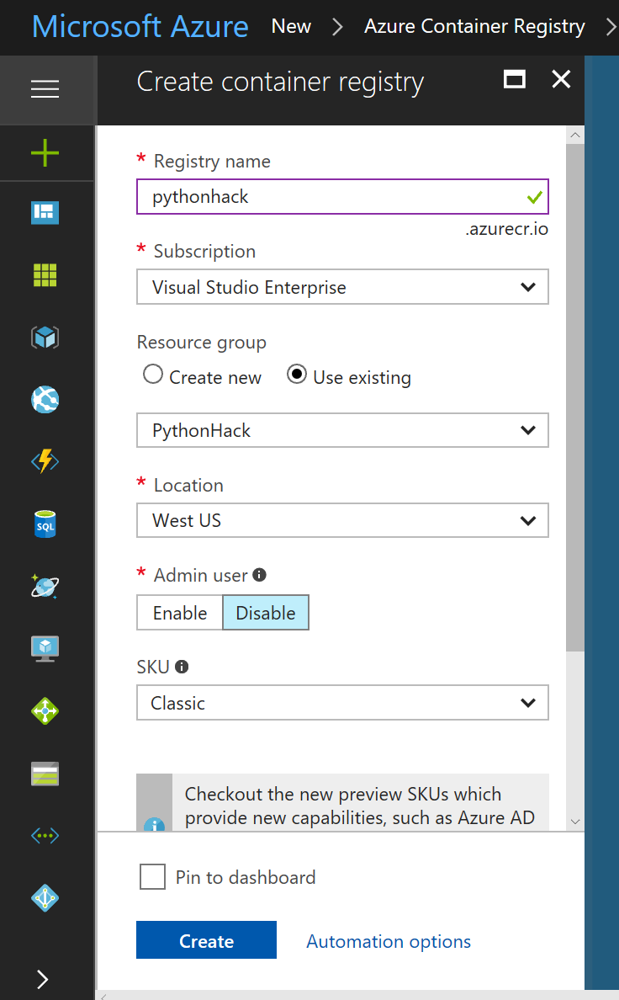 Microsoft Azure New Azure Container Registry
Create container registry
* Registry name
pythonhack
.azurecr.io
* Subscription
Visual Studio Enterprise
Resource group
Create new Use existing
PythonHack
* Location
West US
* Admin user
Enable Disable
SKU
Classic
Checkout the new preview SKUs which
provide new capabilities, such as Azure AD
Pin to dashboard
Create Automation options
SQL